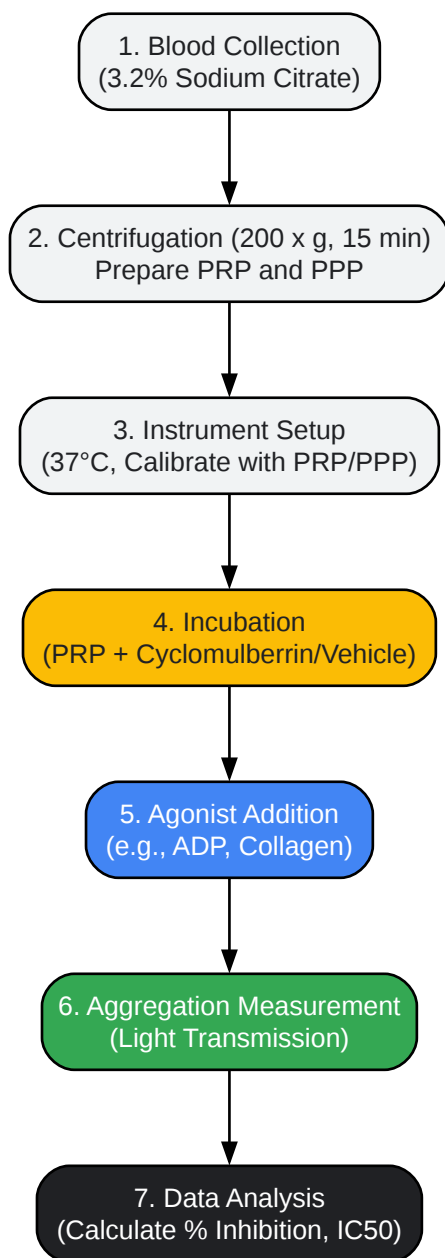 1. Blood Collection
(3.2% Sodium Citrate)
2. Centrifugation (200 x g, 15 min)
Prepare PRP and PPP
3. Instrument Setup
(37°C, Calibrate with PRP/PPP)
4. Incubation
(PRP + Cyclomulberrin/Vehicle)
5. Agonist Addition
(e.g., ADP, Collagen)
6. Aggregation Measurement
(Light Transmission)
7. Data Analysis
(Calculate % Inhibition, IC50)